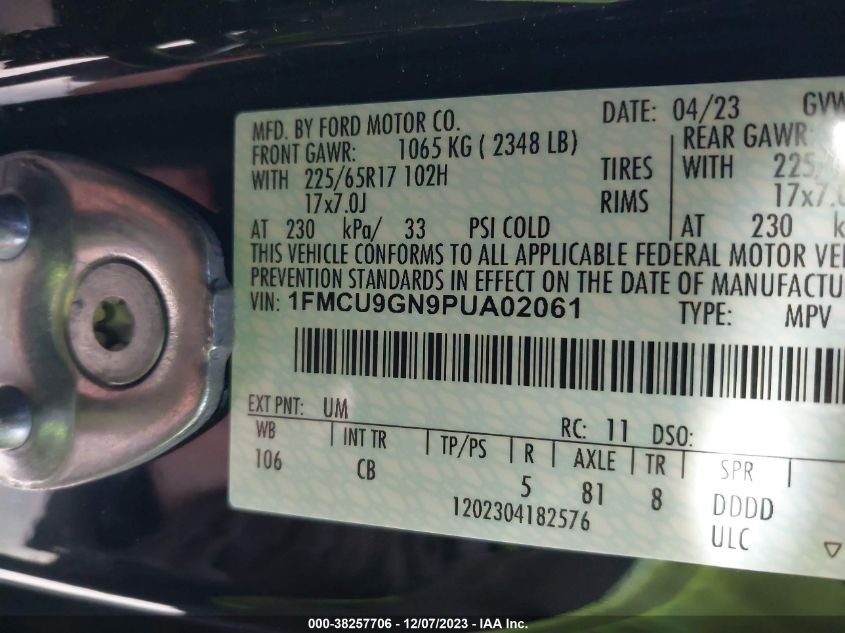 MFD. BY FORD MOTOR CO. DATE: 04/23 GVW
FRONT GAWR: 1065 KG ( 2348 LB) REAR GAWR:
WITH 225/65R17 102H TIRES WITH 225/
17x7.0J RIMS 17x7.0
AT 230 kPa/ 33 PSI COLD AT 230 k
THIS VEHICLE CONFORMS TO ALL APPLICABLE FEDERAL MOTOR VE
PREVENTION STANDARDS IN EFFECT ON THE DATE OF MANUFACTUR
VIN: 1FMCU9GN9PUA02061 TYPE: MPV
EXT PNT: UM RC: 11 DSO:
WB INT TR TP/PS R AXLE TR SPR
106 CB 5 81 8 DDDD
1202304182576 ULC
000-38257706 - 12/07/2023 - IAA Inc.